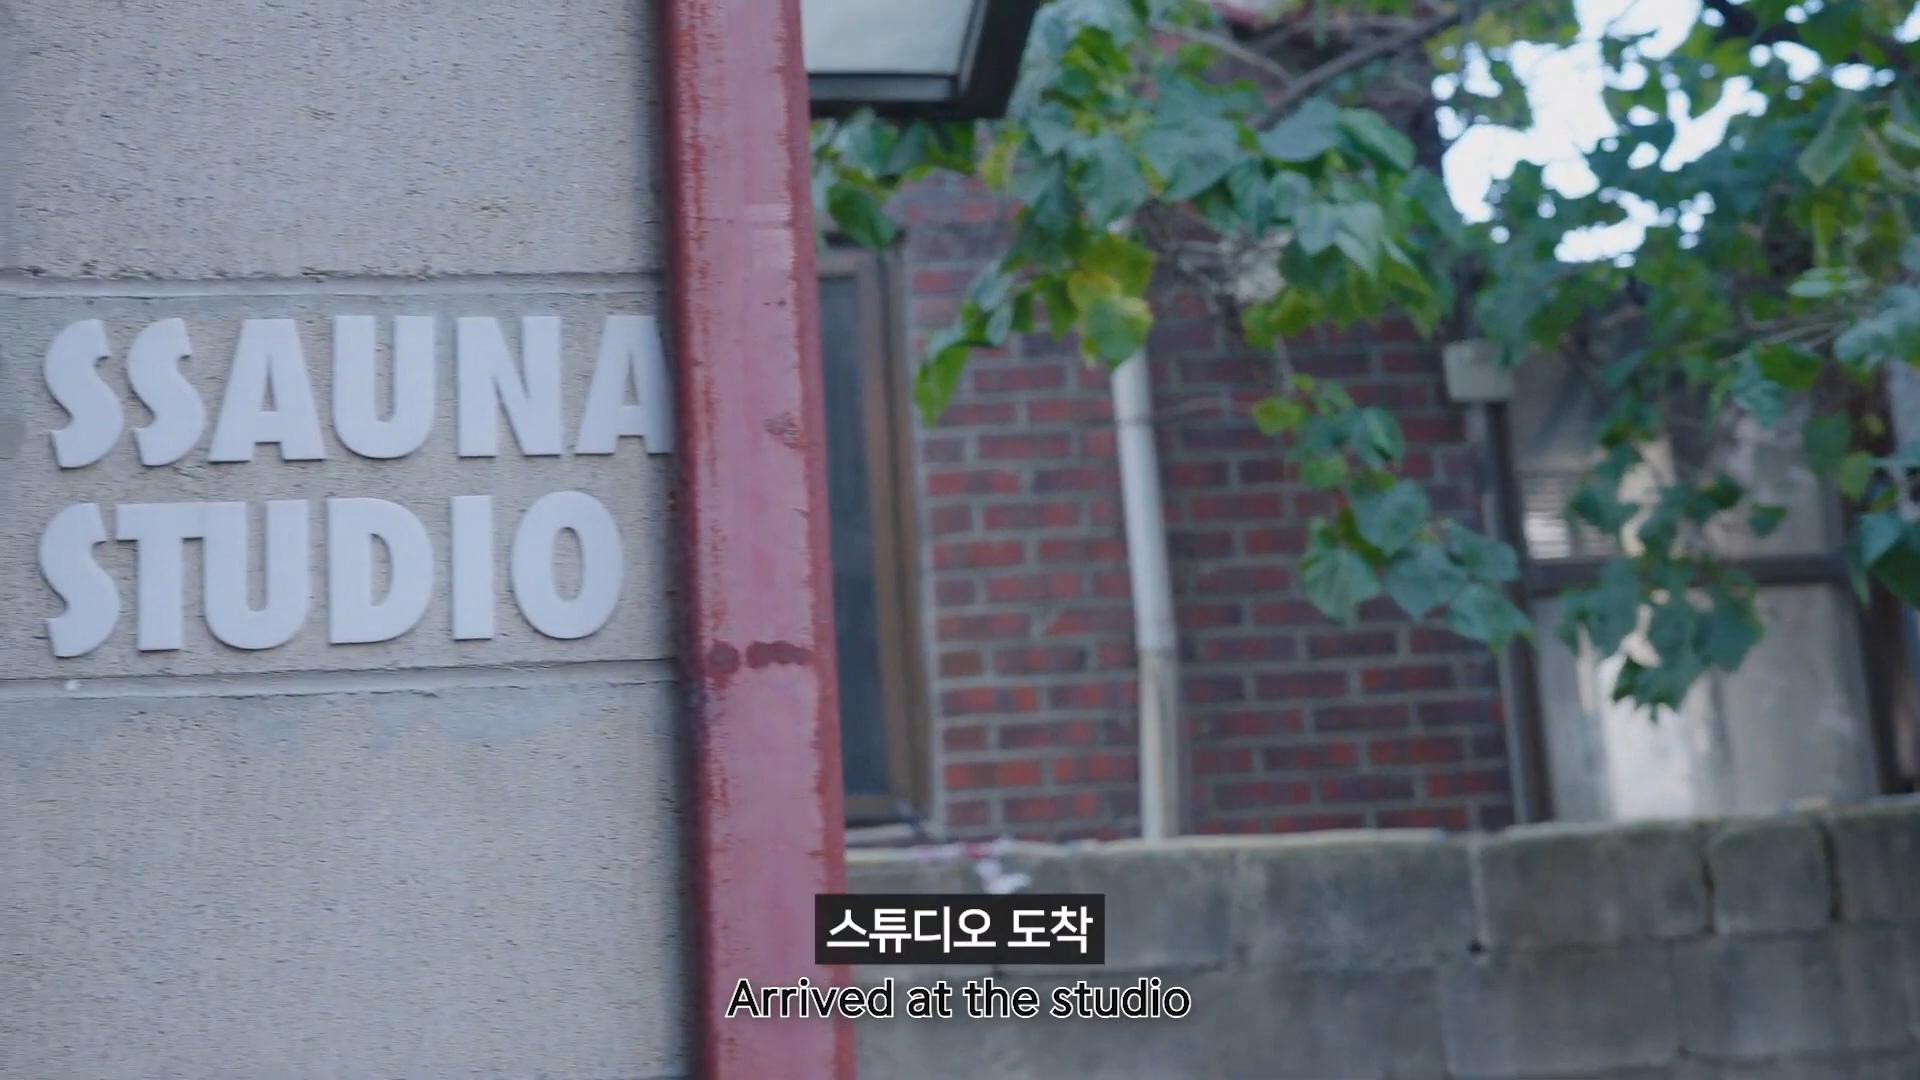 SSAUNA
STUDIO
스튜디오 도착
Arrived at the studio